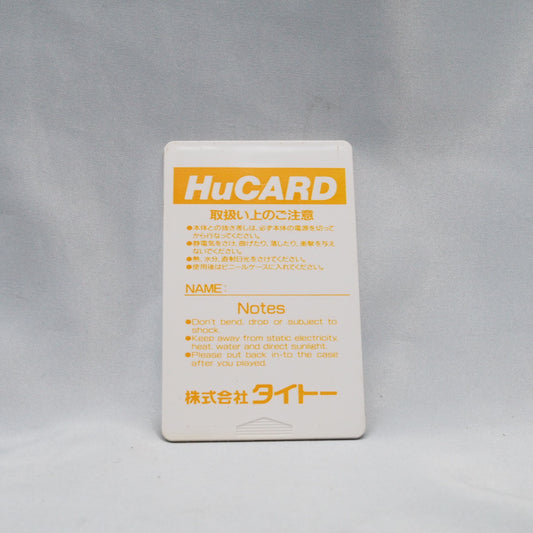 HuCARD
取扱い上のご注意
●本体との抜き差しは、必ず本体の電源を切って
から行なってください。
●静電気をさけ、曲げたり、落したり、衝撃を与え
ないでください。
●熱、水分、直射日光をさけてください。
●使用後はビニールケースに入れてください。
NAME:
Notes
●Don't bend, drop or subject to
shock.
●Keep away from static electricity,
heat, water and direct sunlight.
●Please put back in-to the case
after you played.
株式会社タイトー